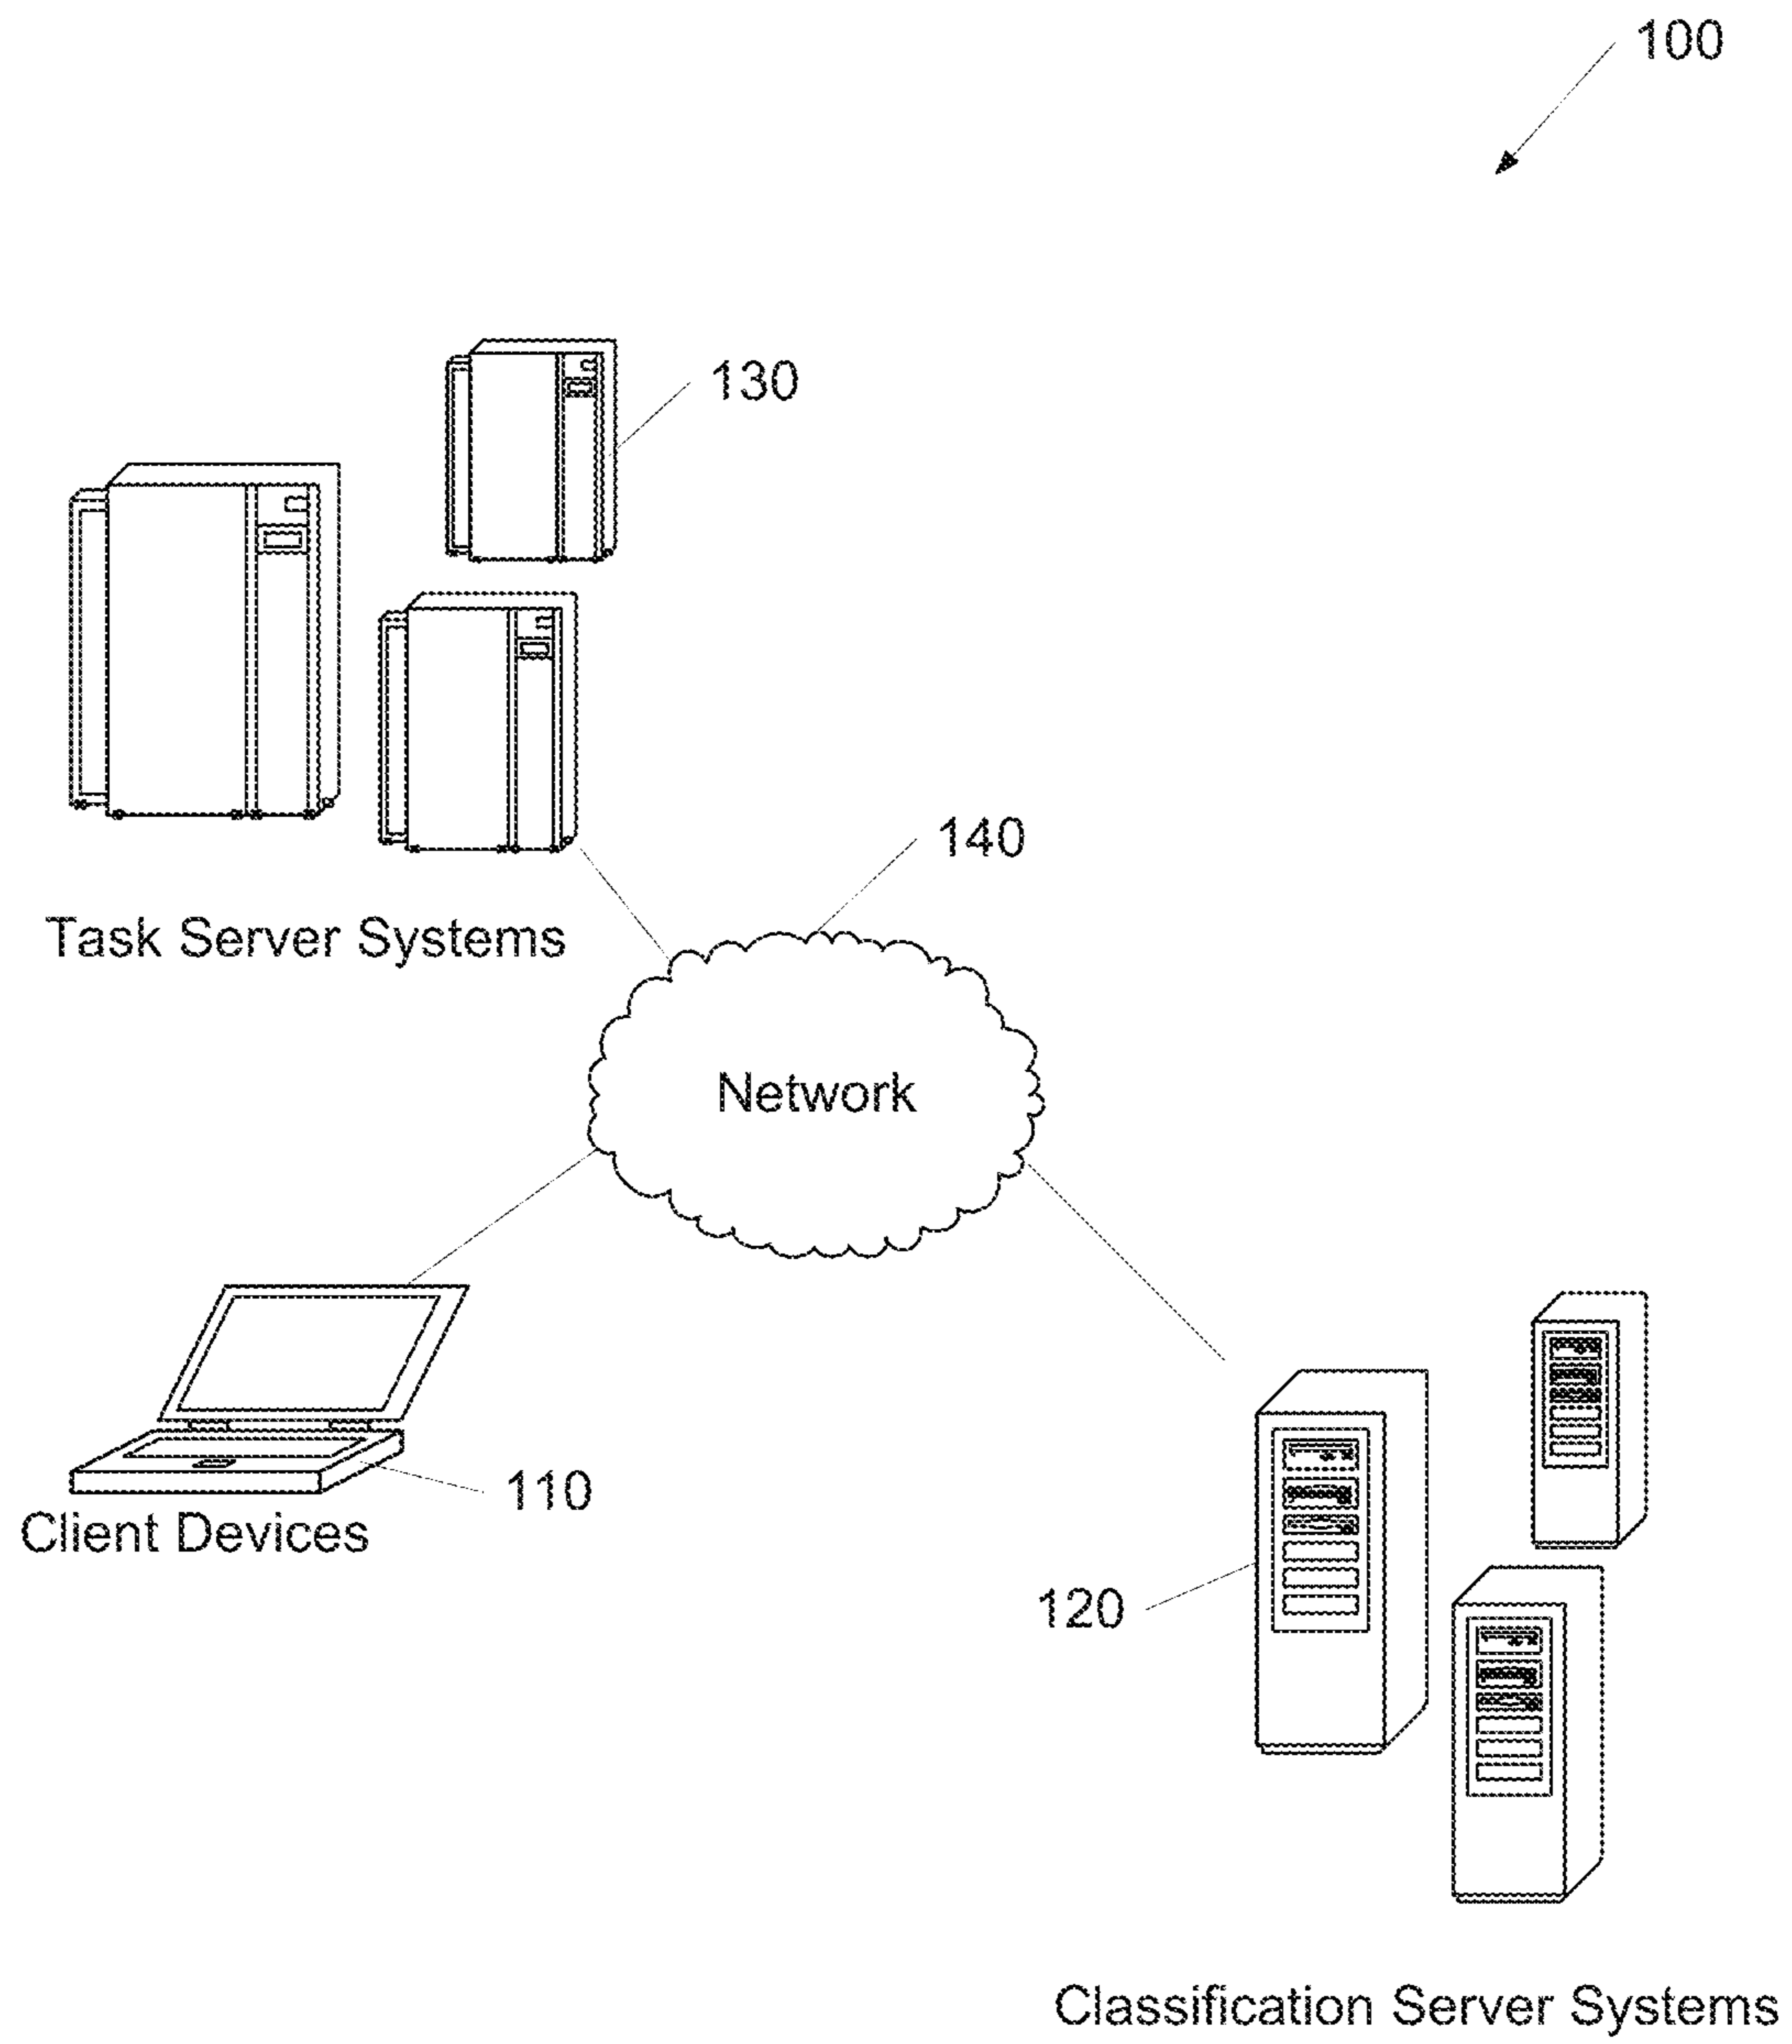 100
130
140
Task Server Systems
Network
110
Client Devices
120
Classification Server Systems